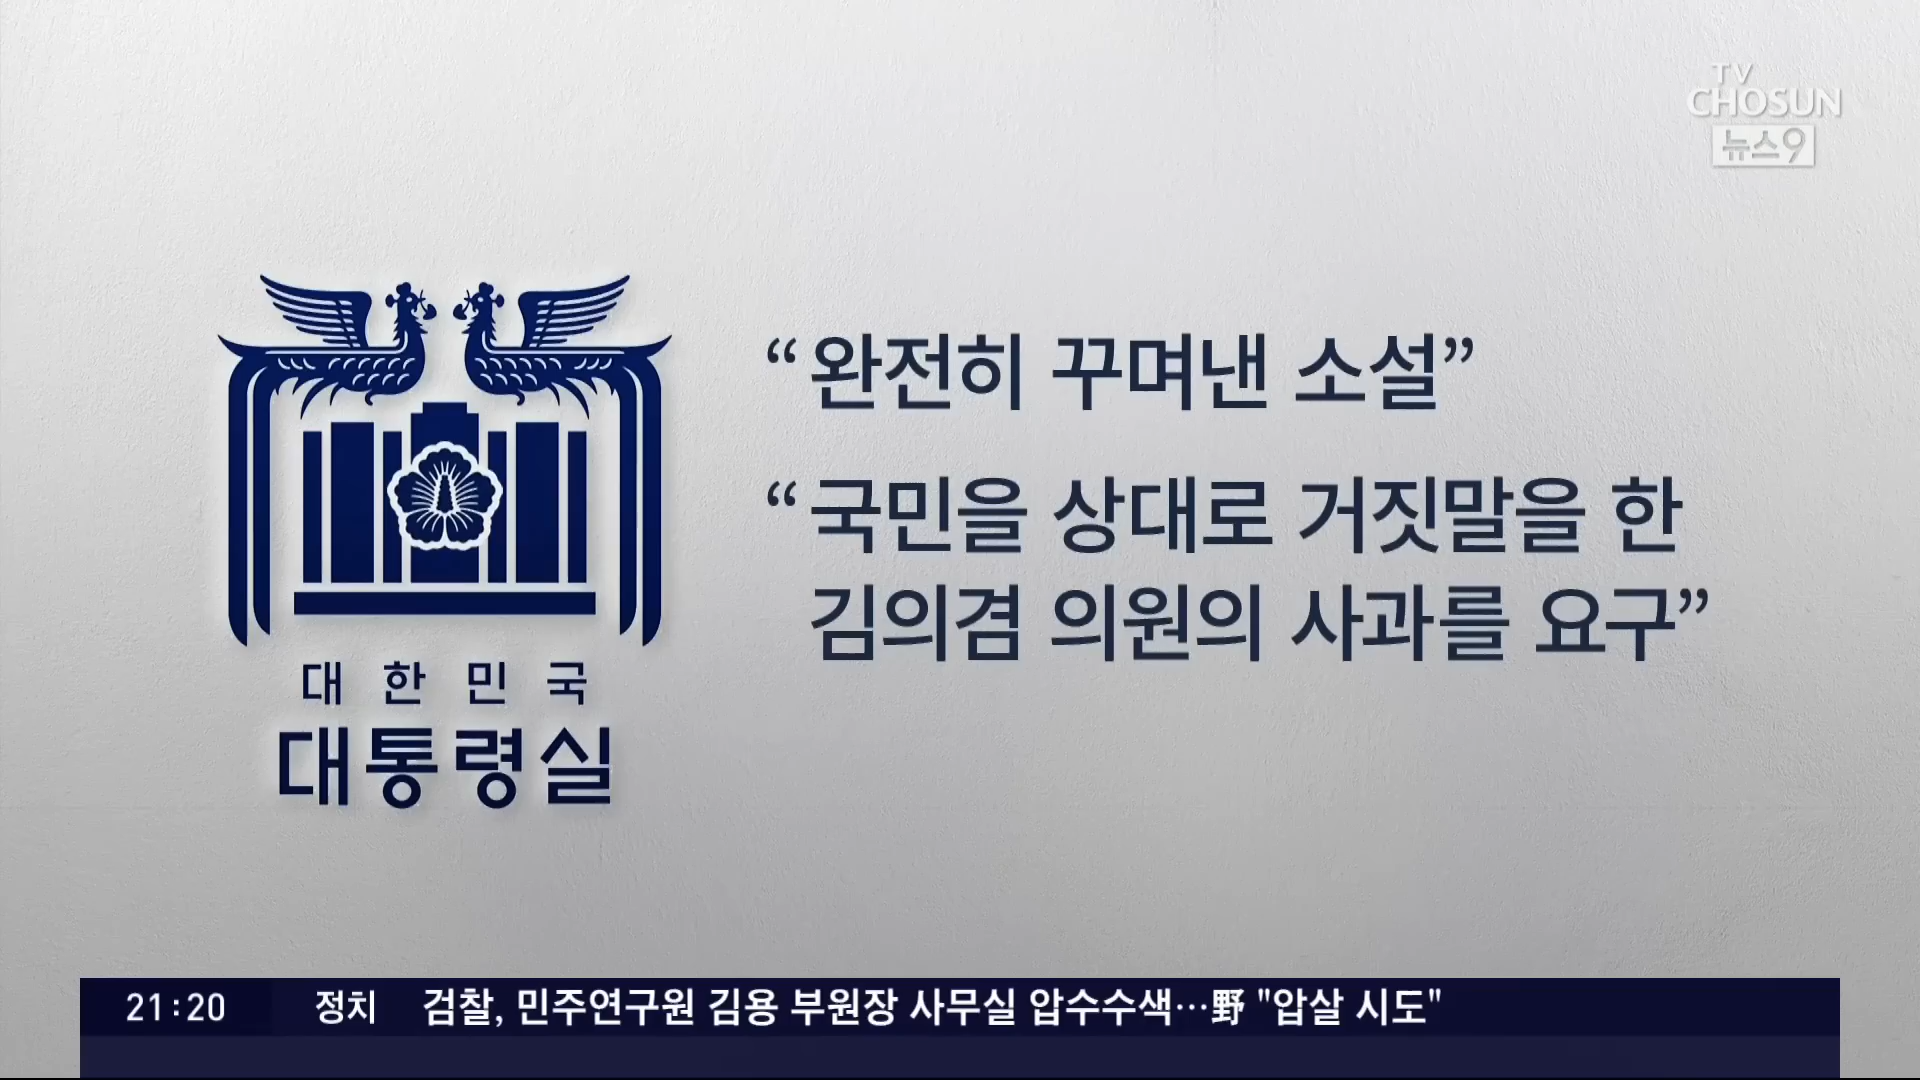 TV
CHOSUN
뉴스9
“완전히 꾸며낸 소설”
“국민을 상대로 거짓말을 한
김의겸 의원의 사과를 요구”
대한민국
대통령실
21:20 정치 검찰, 민주연구원 김용 부원장 사무실 압수수색…野 "압살 시도"